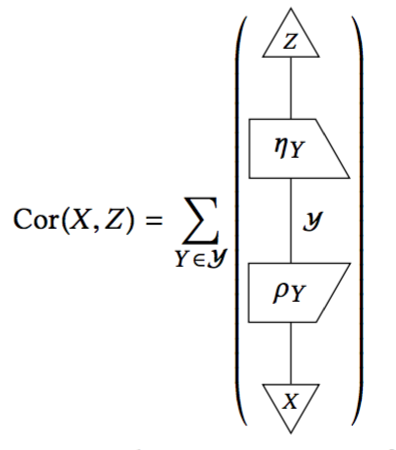 Z
η_Y
Cor(X, Z) = ∑ 𝒴
Y∈𝒴
ρ_Y
X